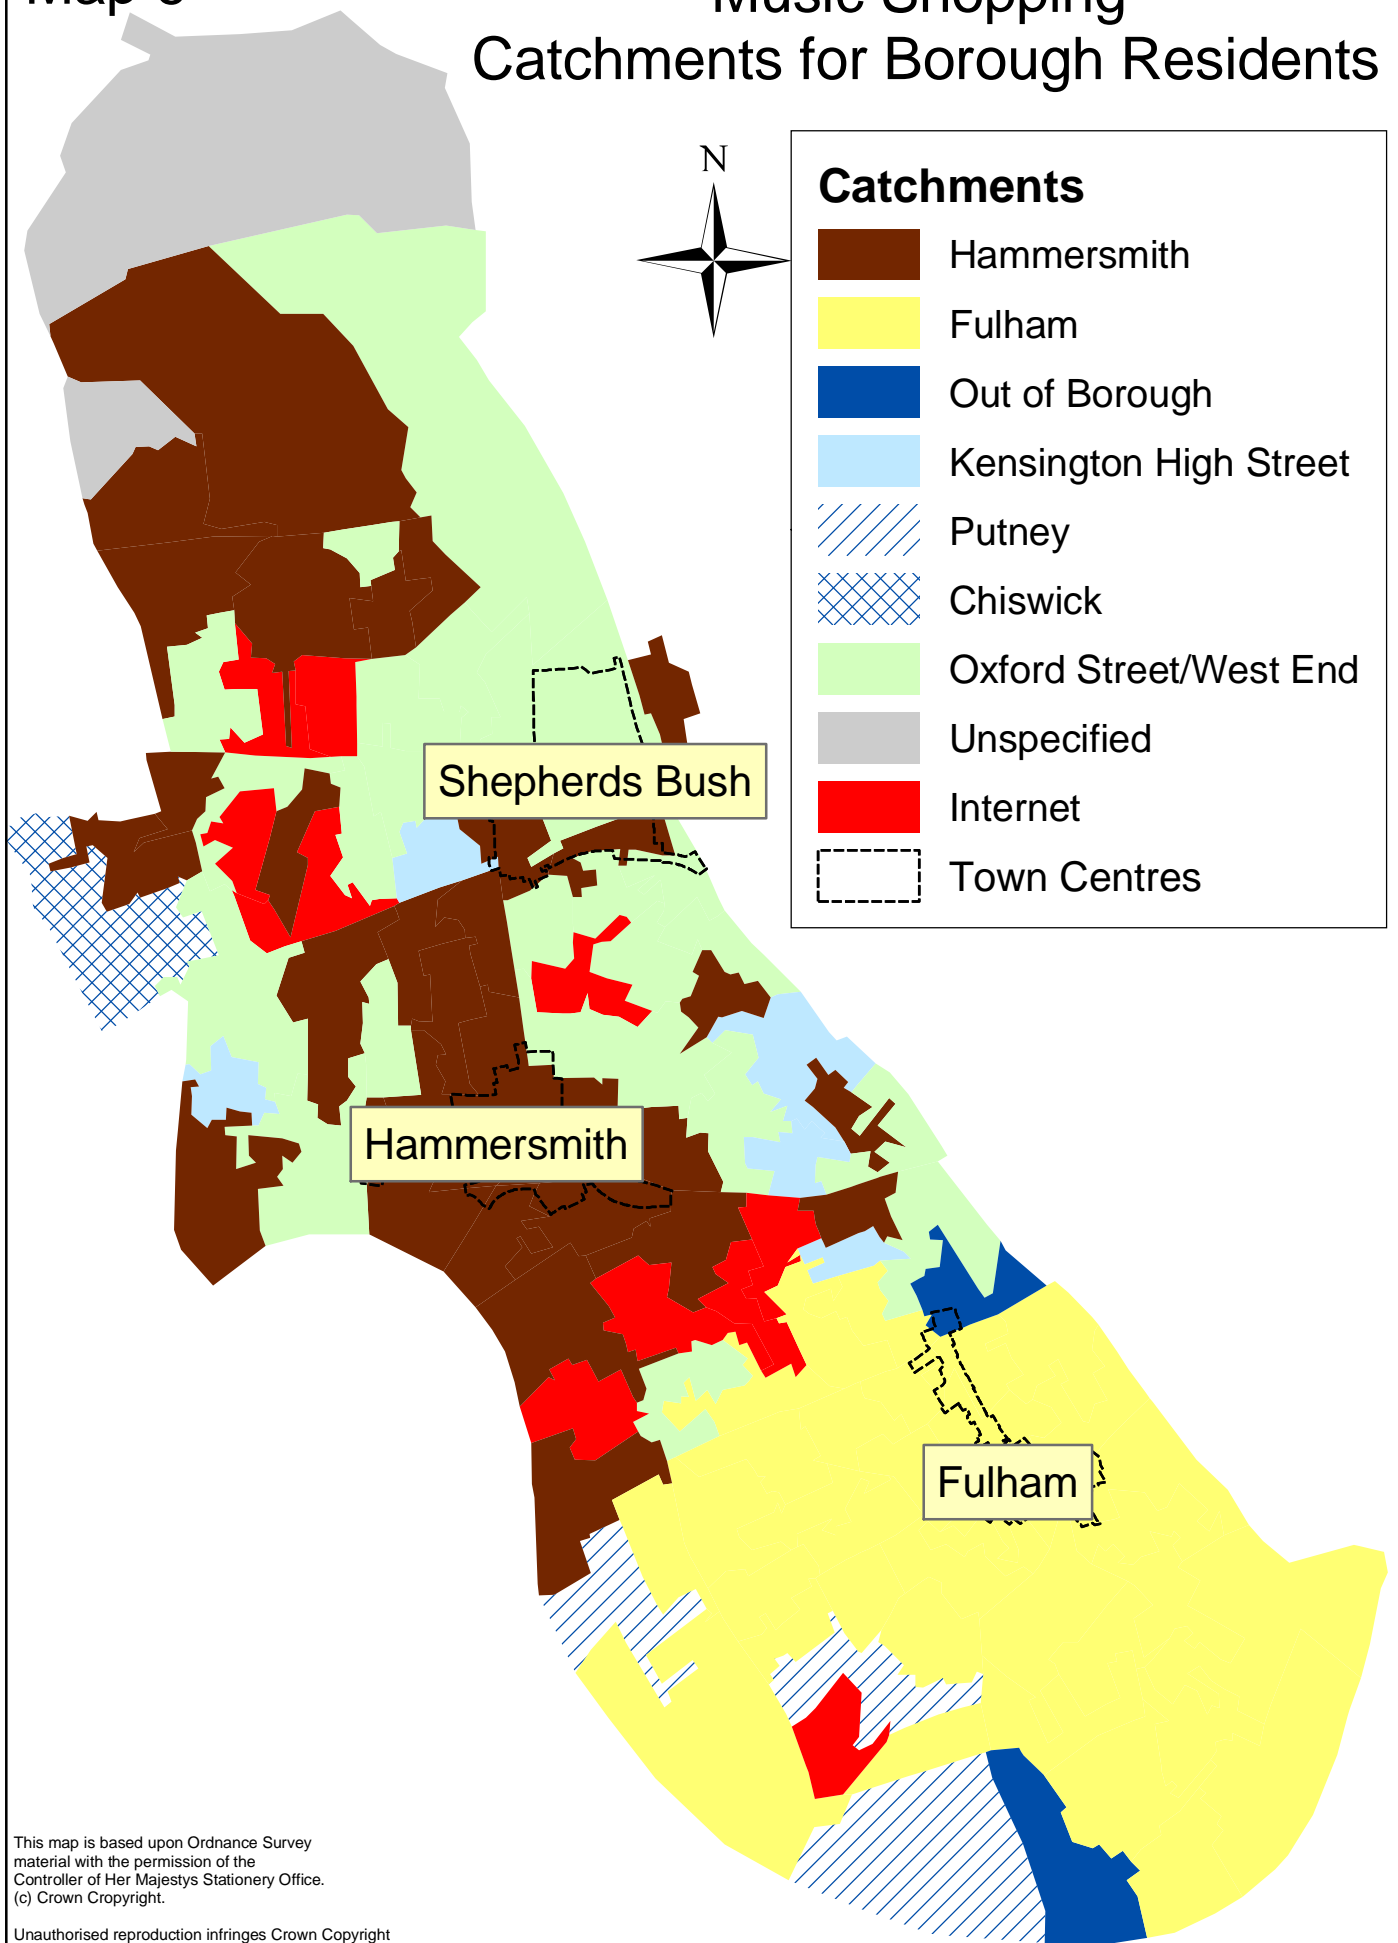 Music Shopping
Catchments for Borough Residents
N
Catchments
Hammersmith
Fulham
Out of Borough
Kensington High Street
Putney
Chiswick
Oxford Street/West End
Unspecified
Internet
Town Centres
Shepherds Bush
Hammersmith
Fulham
This map is based upon Ordnance Survey
material with the permission of the
Controller of Her Majestys Stationery Office.
(c) Crown Cropyright.
Unauthorised reproduction infringes Crown Copyright